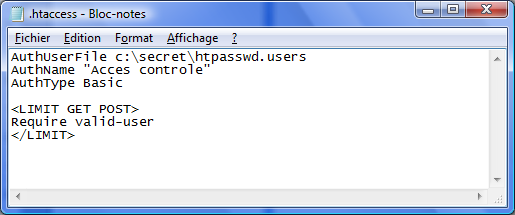 .htaccess - Bloc-notes
Fichier Edition Format Affichage ?
AuthUserFile c:\secret\htpasswd.users
AuthName "Acces controle"
AuthType Basic
<LIMIT GET POST>
Require valid-user
</LIMIT>